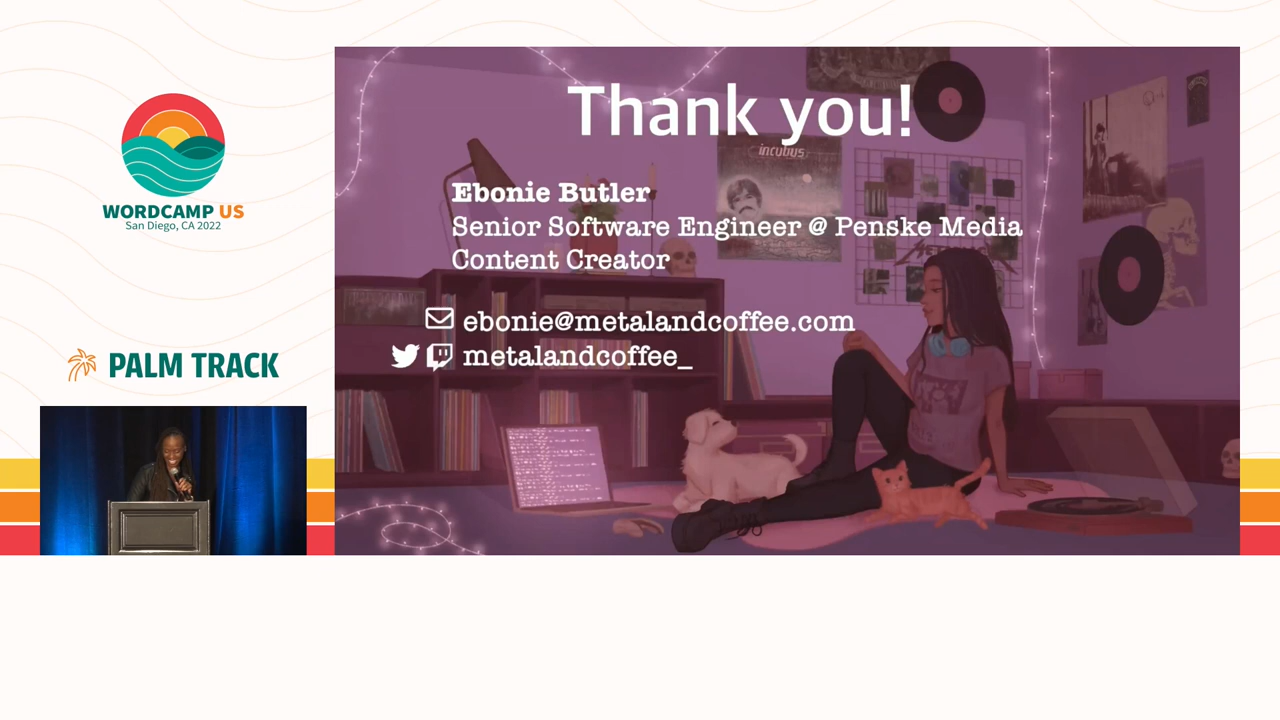 WORDCAMP US
San Diego, CA 2022
PALM TRACK
Thank you!
incubus
Ebonie Butler
Senior Software Engineer @ Penske Media
METALLICA
Content Creator
ebonie@metalandcoffee.com
metalandcoffee_